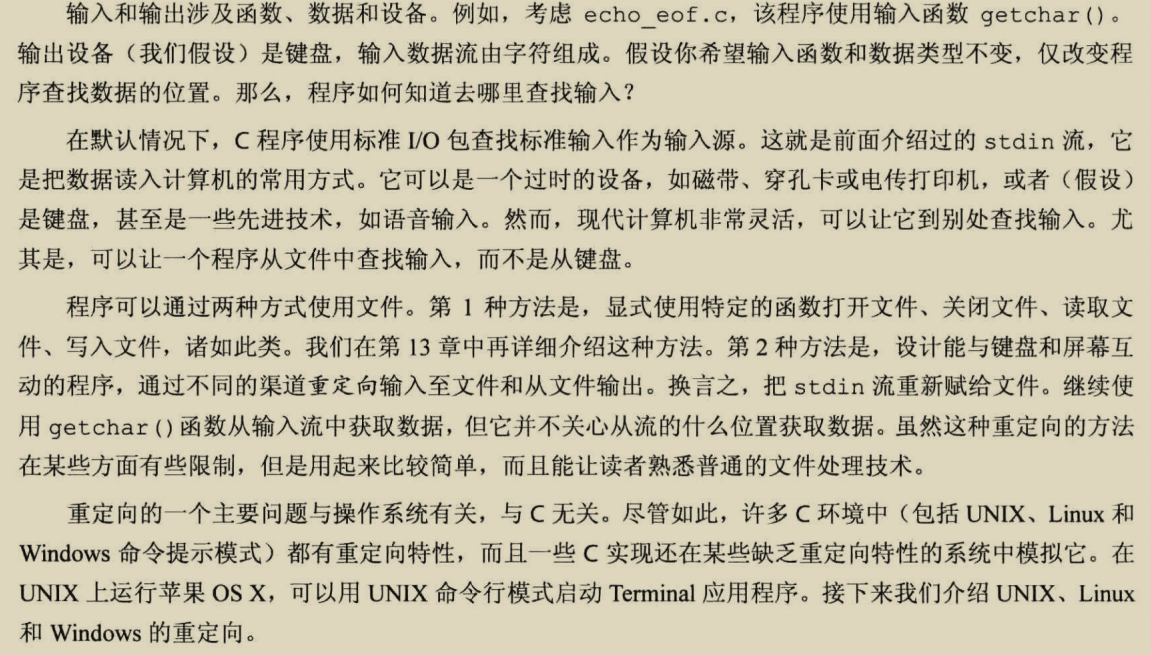 输入和输出涉及函数、数据和设备。例如，考虑 echo_eof.c，该程序使用输入函数 getchar()。
输出设备（我们假设）是键盘，输入数据流由字符组成。假设你希望输入函数和数据类型不变，仅改变程
序查找数据的位置。那么，程序如何知道去哪里查找输入？
在默认情况下，C 程序使用标准 I/O 包查找标准输入作为输入源。这就是前面介绍过的 stdin 流，它
是把数据读入计算机的常用方式。它可以是一个过时的设备，如磁带、穿孔卡或电传打印机，或者（假设）
是键盘，甚至是一些先进技术，如语音输入。然而，现代计算机非常灵活，可以让它到别处查找输入。尤
其是，可以让一个程序从文件中查找输入，而不是从键盘。
程序可以通过两种方式使用文件。第 1 种方法是，显式使用特定的函数打开文件、关闭文件、读取文
件、写入文件，诸如此类。我们在第 13 章中再详细介绍这种方法。第 2 种方法是，设计能与键盘和屏幕互
动的程序，通过不同的渠道重定向输入至文件和从文件输出。换言之，把 stdin 流重新赋给文件。继续使
用 getchar() 函数从输入流中获取数据，但它并不关心从流的什么位置获取数据。虽然这种重定向的方法
在某些方面有些限制，但是用起来比较简单，而且能让读者熟悉普通的文件处理技术。
重定向的一个主要问题与操作系统有关，与 C 无关。尽管如此，许多 C 环境中（包括 UNIX、Linux 和
Windows 命令提示模式）都有重定向特性，而且一些 C 实现还在某些缺乏重定向特性的系统中模拟它。在
UNIX 上运行苹果 OS X，可以用 UNIX 命令行模式启动 Terminal 应用程序。接下来我们介绍 UNIX、Linux
和 Windows 的重定向。